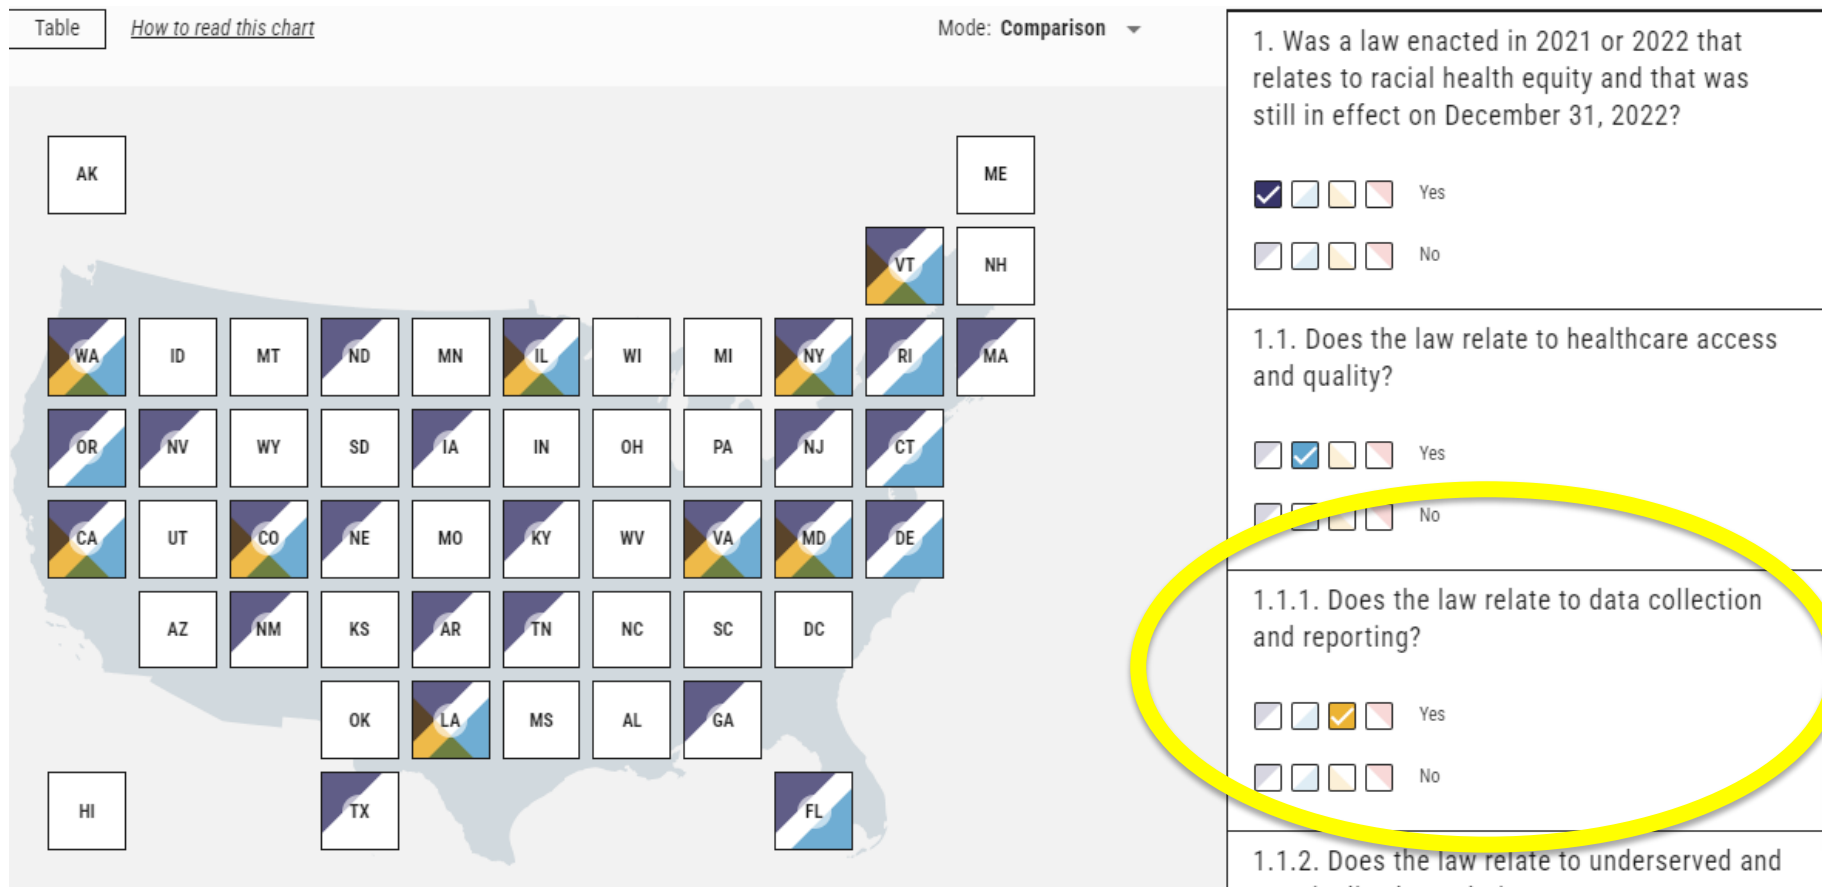 Table
How to read this chart
Mode: Comparison
AK
ME
VT
NH
WA
ID
MT
ND
MN
IL
WI
MI
NY
RI
MA
OR
NV
WY
SD
IA
IN
OH
PA
NJ
CT
CA
UT
CO
NE
MO
KY
WV
VA
MD
DE
AZ
NM
KS
AR
TN
NC
SC
DC
OK
LA
MS
AL
GA
HI
TX
FL
1. Was a law enacted in 2021 or 2022 that
relates to racial health equity and that was
still in effect on December 31, 2022?
Yes
No
1.1. Does the law relate to healthcare access
and quality?
Yes
No
1.1.1. Does the law relate to data collection
and reporting?
Yes
No
1.1.2. Does the law relate to underserved and